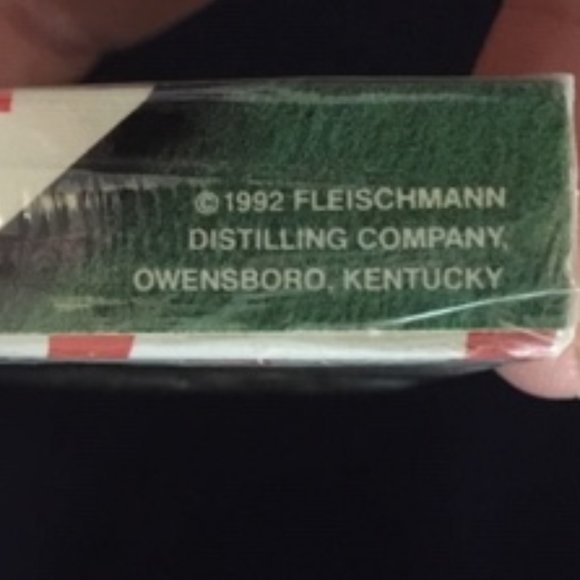 ©1992 FLEISCHMANN
DISTILLING COMPANY,
OWENSBORO, KENTUCKY